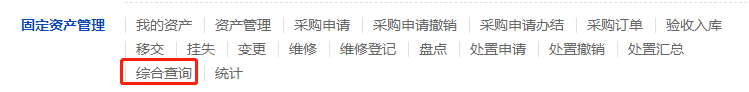 固定资产管理 我的资产 资产管理 采购申请 采购申请撤销 采购申请办结 采购订单 验收入库
移交 挂失 变更 维修 维修登记 盘点 处置申请 处置撤销 处置汇总
综合查询 统计